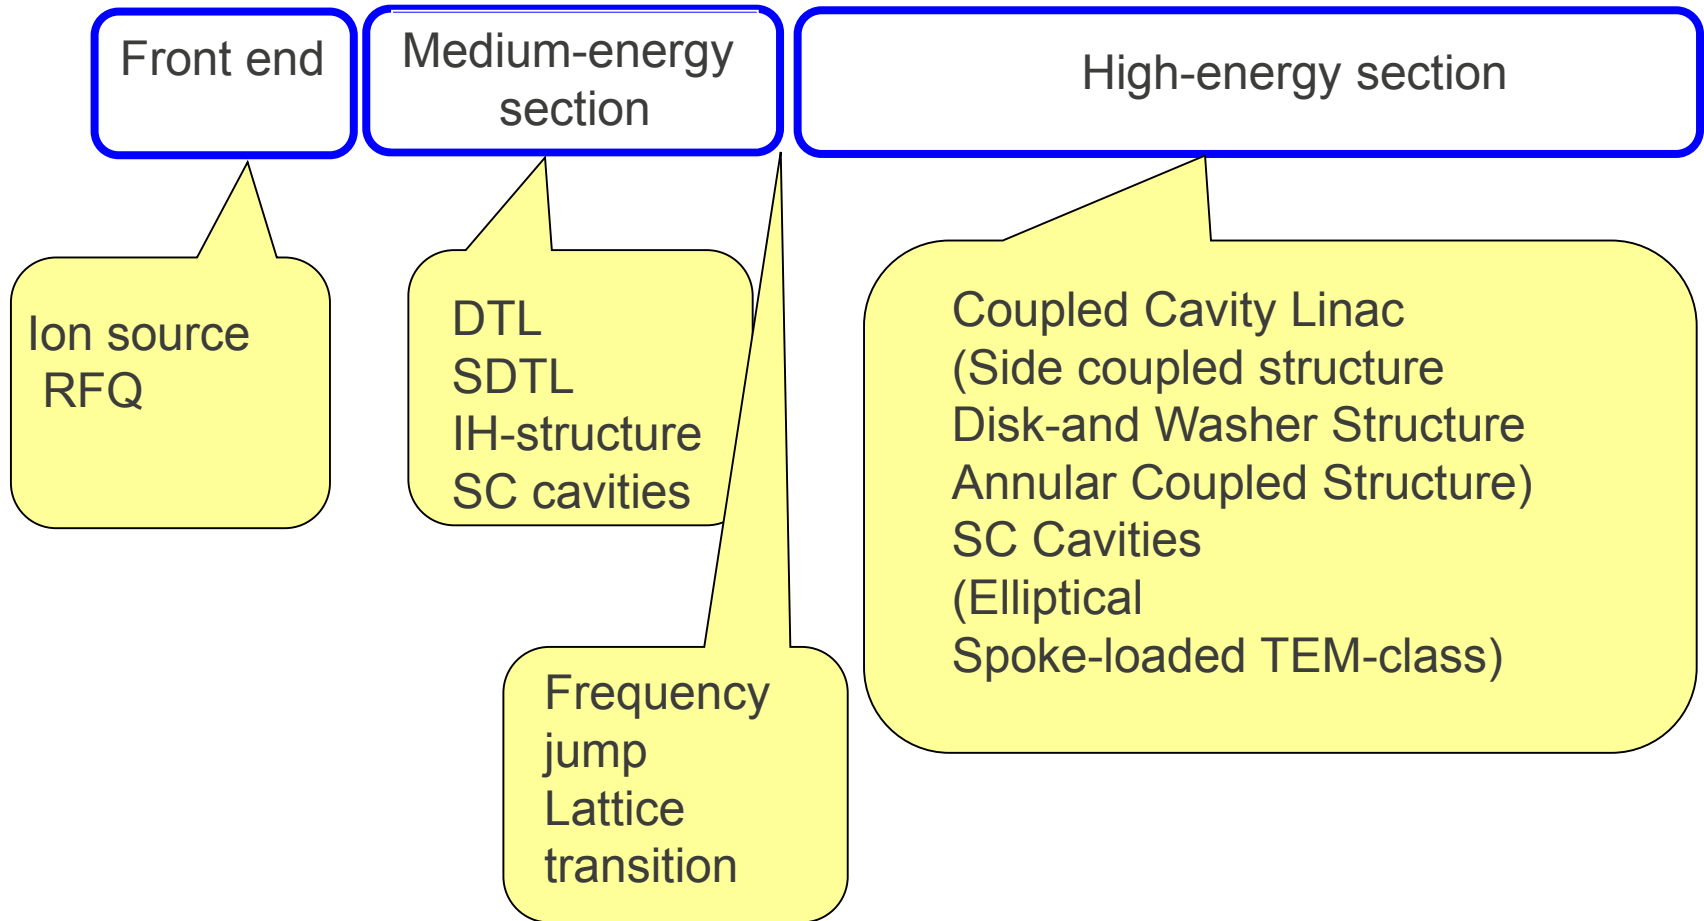 Front end
Medium-energy
section
High-energy section
Ion source
RFQ
DTL
SDTL
IH-structure
SC cavities
Frequency
jump
Lattice
transition
Coupled Cavity Linac
(Side coupled structure
Disk-and Washer Structure
Annular Coupled Structure)
SC Cavities
(Elliptical
Spoke-loaded TEM-class)